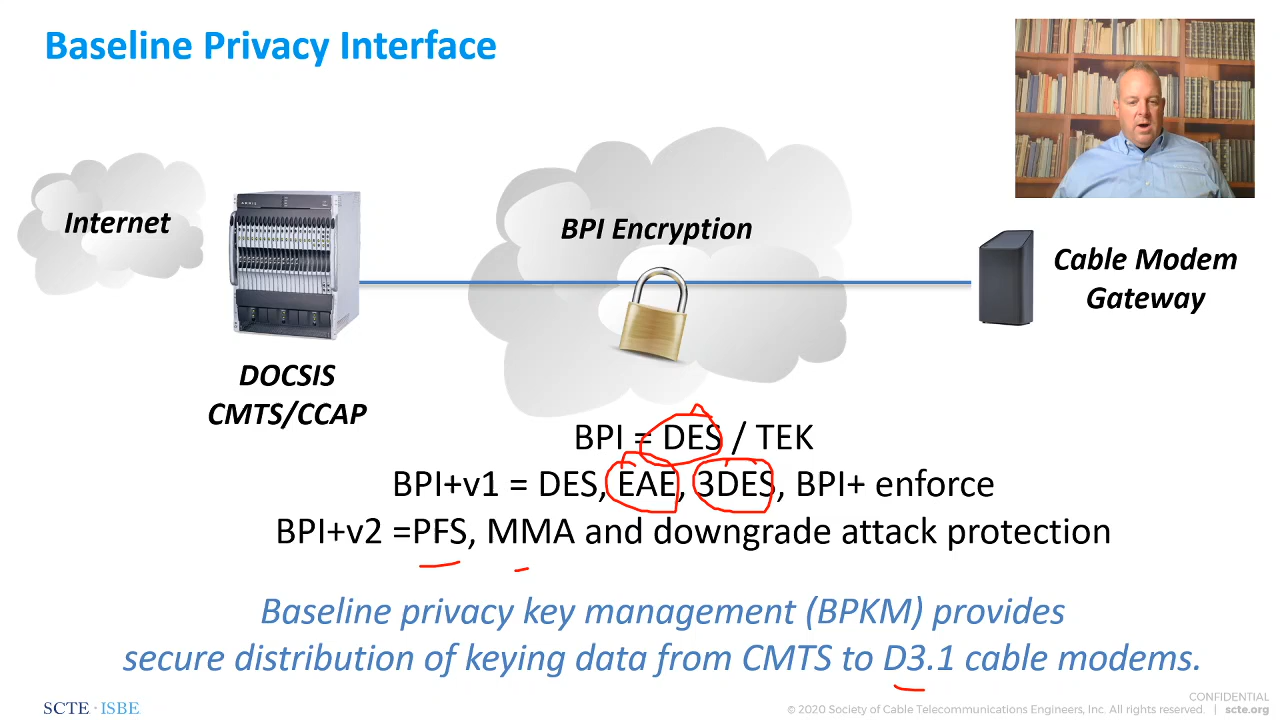 Baseline Privacy Interface
Internet
BPI Encryption
Cable Modem
Gateway
DOCSIS
CMTS/CCAP
BPI = DES / TEK
BPI+v1 = DES, EAE, 3DES, BPI+ enforce
BPI+v2 =PFS, MMA and downgrade attack protection
Baseline privacy key management (BPKM) provides
secure distribution of keying data from CMTS to D3.1 cable modems.
SCTE · ISBE
CONFIDENTIAL
© 2020 Society of Cable Telecommunications Engineers, Inc. All rights reserved. | scte.org